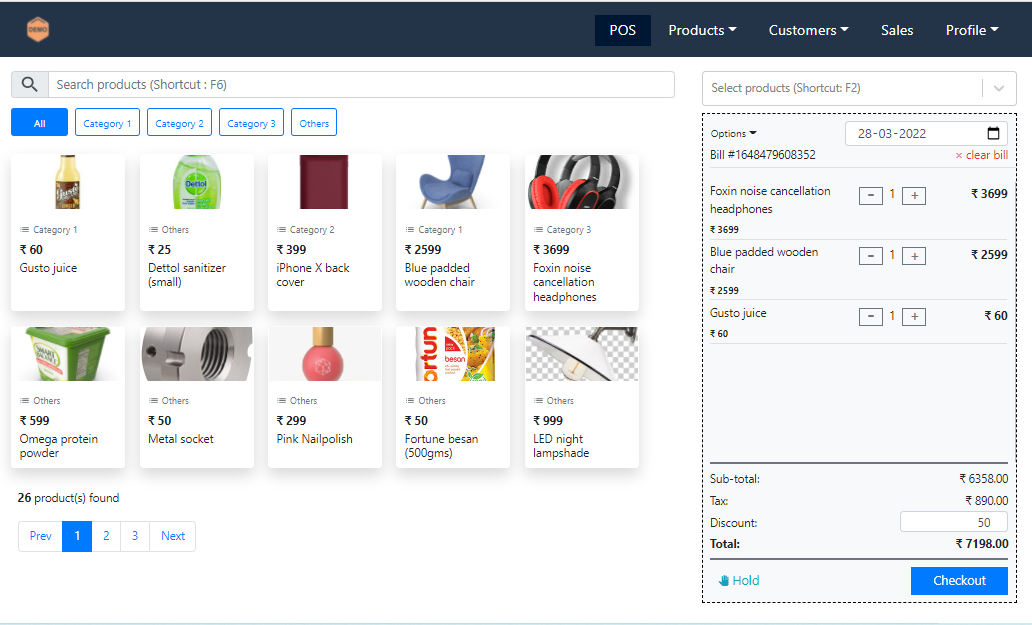 DEMO
POS
Products
Customers
Sales
Profile
Search products (Shortcut : F6)
All
Category 1
Category 2
Category 3
Others
Gusto
Category 1
₹ 60
Gusto juice
Dettol
Others
₹ 25
Dettol sanitizer
(small)
Category 2
₹ 399
iPhone X back
cover
Category 1
₹ 2599
Blue padded
wooden chair
Category 3
₹ 3699
Foxin noise
cancellation
headphones
SMART
BALANCE
Others
₹ 599
Omega protein
powder
Others
₹ 50
Metal socket
Others
₹ 299
Pink Nailpolish
ortun
besan
Others
₹ 50
Fortune besan
(500gms)
Others
₹ 999
LED night
lampshade
26 product(s) found
Prev
1
2
3
Next
Select products (Shortcut: F2)
Options
28-03-2022
Bill #1648479608352
× clear bill
Foxin noise cancellation
headphones
- 1 +
₹ 3699
₹ 3699
Blue padded wooden
chair
- 1 +
₹ 2599
₹ 2599
Gusto juice
- 1 +
₹ 60
₹ 60
Sub-total: ₹ 6358.00
Tax: ₹ 890.00
Discount: 50
Total: ₹ 7198.00
Hold
Checkout